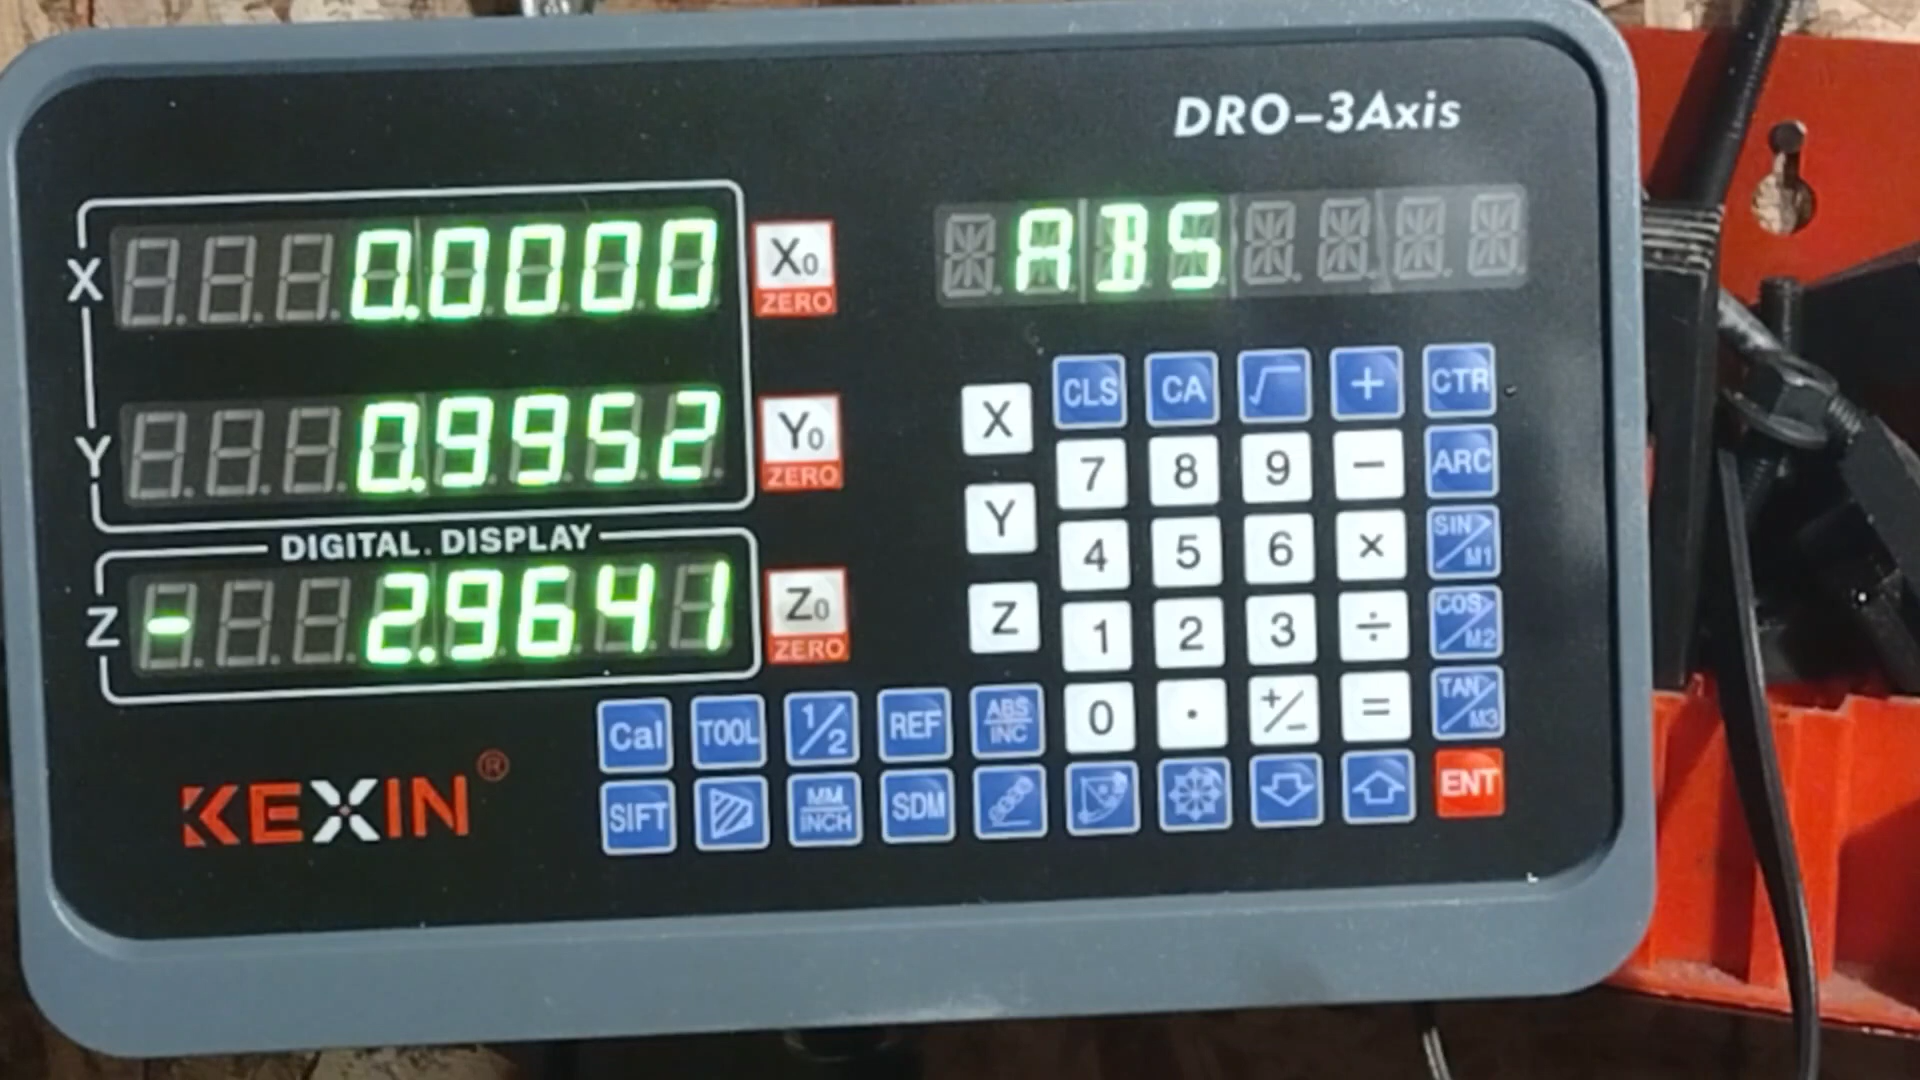 DRO-3Axis
X 0.0000 X0 ZERO
ABS
Y 0.9952 Y0 ZERO
DIGITAL. DISPLAY
Z - 2.9641 Z0 ZERO
CLS CA √ + CTR
X 7 8 9 − ARC
Y 4 5 6 × SIN/M1
Z 1 2 3 ÷ COS/M2
Cal TOOL 1/2 REF ABS/INC 0 . +/- = TAN/M3
SIFT MM/INCH SDM ENT
KEXIN®